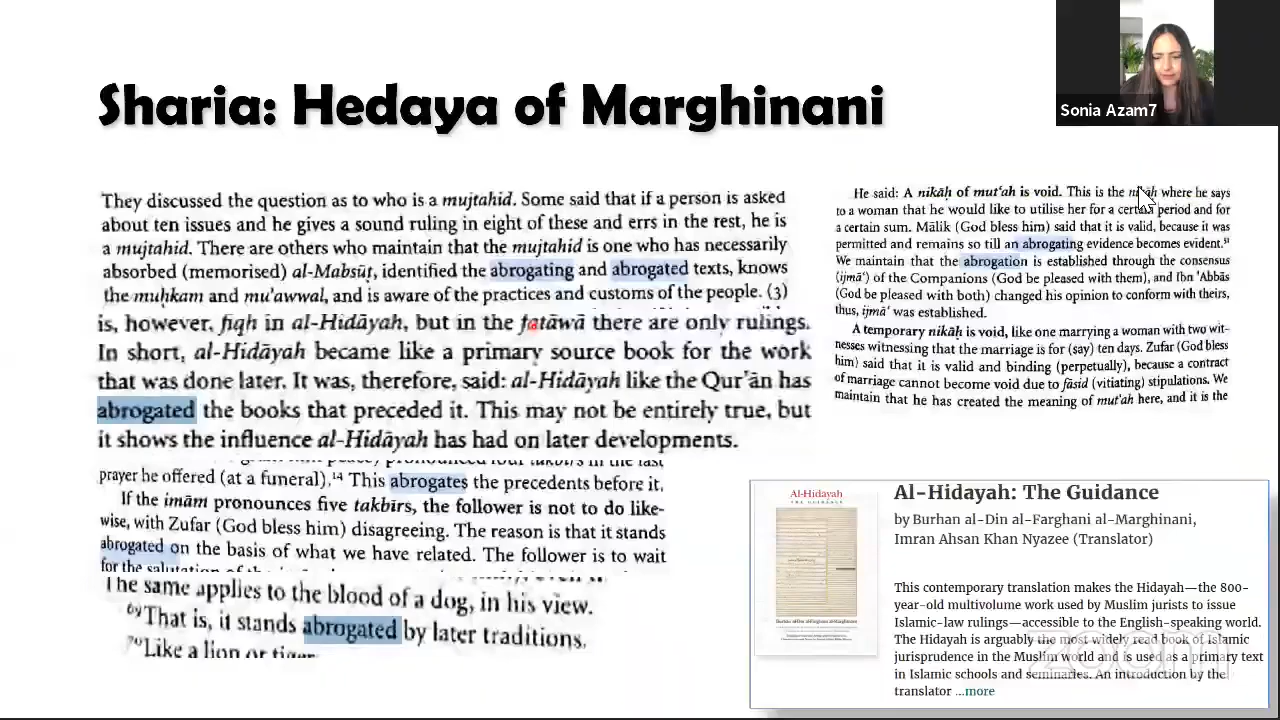 Sonia Azam7
Sharia: Hedaya of Marghinani
They discussed the question as to who is a mujtahid. Some said that if a person is asked
about ten issues and he gives a sound ruling in eight of these and errs in the rest, he is
a mujtahid. There are others who maintain that the mujtahid is one who has necessarily
absorbed (memorised) al-Mabsūṭ, identified the abrogating and abrogated texts, knows
the muḥkam and mu'awwal, and is aware of the practices and customs of the people. (3)
is, however, fiqh in al-Hidāyah, but in the fatāwā there are only rulings.
In short, al-Hidāyah became like a primary source book for the work
that was done later. It was, therefore, said: al-Hidāyah like the Qur'ān has
abrogated the books that preceded it. This may not be entirely true, but
it shows the influence al-Hidāyah has had on later developments.
pronounced four takbīrs in the last
prayer he offered (at a funeral),14 This abrogates the precedents before it,
If the imām pronounces five takbīrs, the follower is not to do like-
wise, with Zufar (God bless him) disagreeing. The reason is that it stands
abrogated on the basis of what we have related. The follower is to wait
the salutation of
same applies to the blood of a dog, in his view.
That is, it stands abrogated by later traditions.
Like a lion or tiger
He said: A nikāḥ of mut'ah is void. This is the nikāḥ where he says
to a woman that he would like to utilise her for a certain period and for
a certain sum. Mālik (God bless him) said that it is valid, because it was
permitted and remains so till an abrogating evidence becomes evident.31
We maintain that the abrogation is established through the consensus
(ijmā') of the Companions (God be pleased with them), and Ibn 'Abbās
(God be pleased with both) changed his opinion to conform with theirs,
thus, ijmā' was established.
A temporary nikāḥ is void, like one marrying a woman with two wit-
nesses witnessing that the marriage is for (say) ten days. Zufar (God bless
him) said that it is valid and binding (perpetually), because a contract
of marriage cannot become void due to fāsid (vitiating) stipulations. We
maintain that he has created the meaning of mut'ah here, and it is the
Al-Hidayah
THE GUIDANCE
Al-Hidayah: The Guidance
by Burhan al-Din al-Farghani al-Marghinani,
Imran Ahsan Khan Nyazee (Translator)
This contemporary translation makes the Hidayah—the 800-
year-old multivolume work used by Muslim jurists to issue
Islamic-law rulings—accessible to the English-speaking world.
The Hidayah is arguably the most widely read book of Islamic
jurisprudence in the Muslim world and is used as a primary text
in Islamic schools and seminaries. An introduction by the
translator ...more
zoom